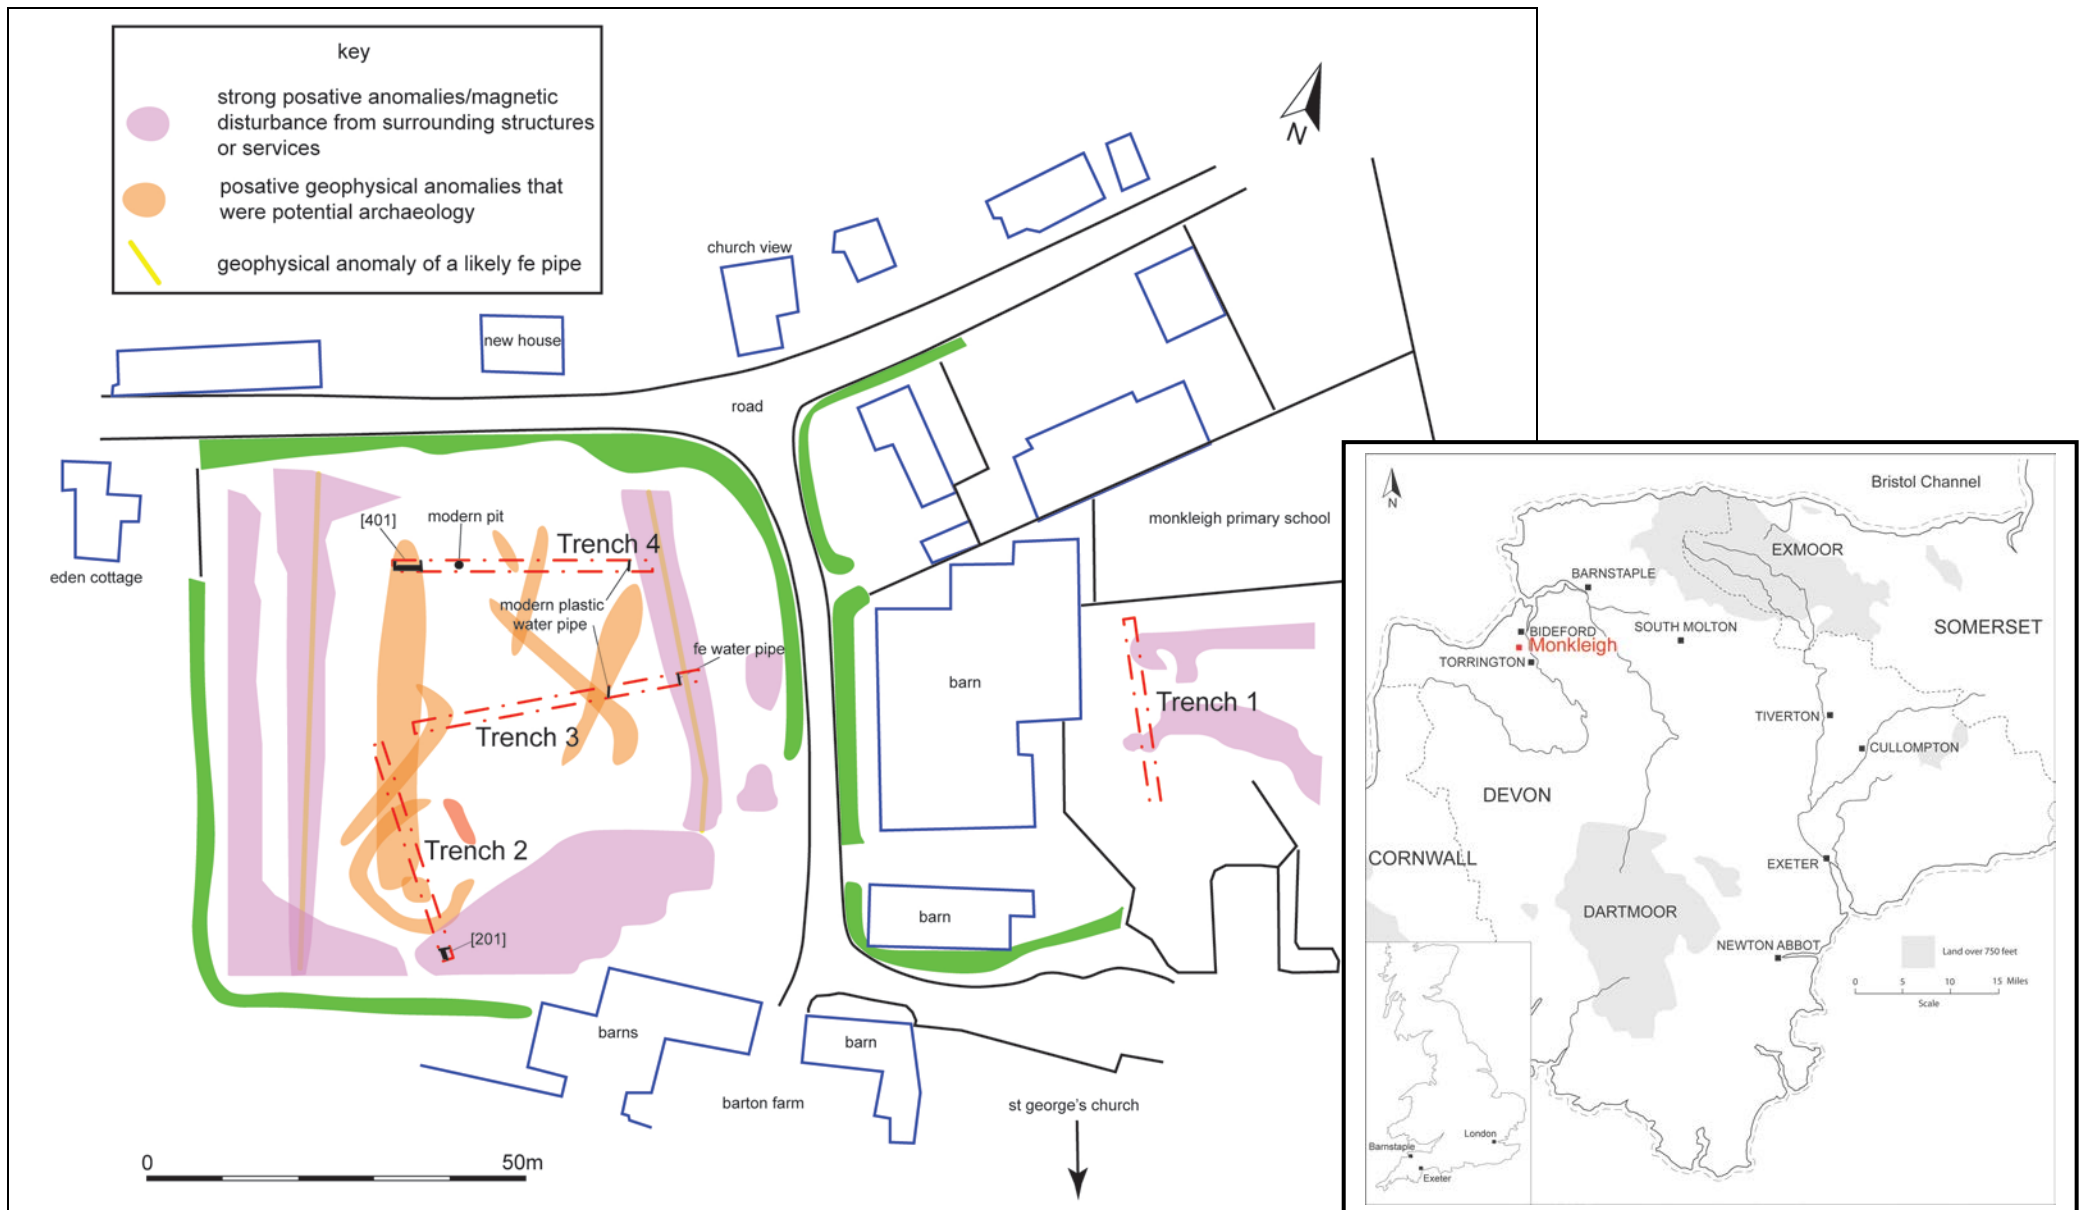 key
strong posative anomalies/magnetic
disturbance from surrounding structures
or services
posative geophysical anomalies that
were potential archaeology
geophysical anomaly of a likely fe pipe
N
church view
new house
road
eden cottage
[401]
modern pit
Trench 4
modern plastic
water pipe
fe water pipe
Trench 3
Trench 2
[201]
monkleigh primary school
barn
Trench 1
barn
barns
barn
barton farm
st george's church
0
50m
N
Bristol Channel
EXMOOR
BARNSTAPLE
SOUTH MOLTON
SOMERSET
BIDEFORD
Monkleigh
TORRINGTON
TIVERTON
CULLOMPTON
DEVON
CORNWALL
EXETER
DARTMOOR
NEWTON ABBOT
Land over 750 feet
0 5 10 15 Miles
Scale
London
Barnstaple
Exeter